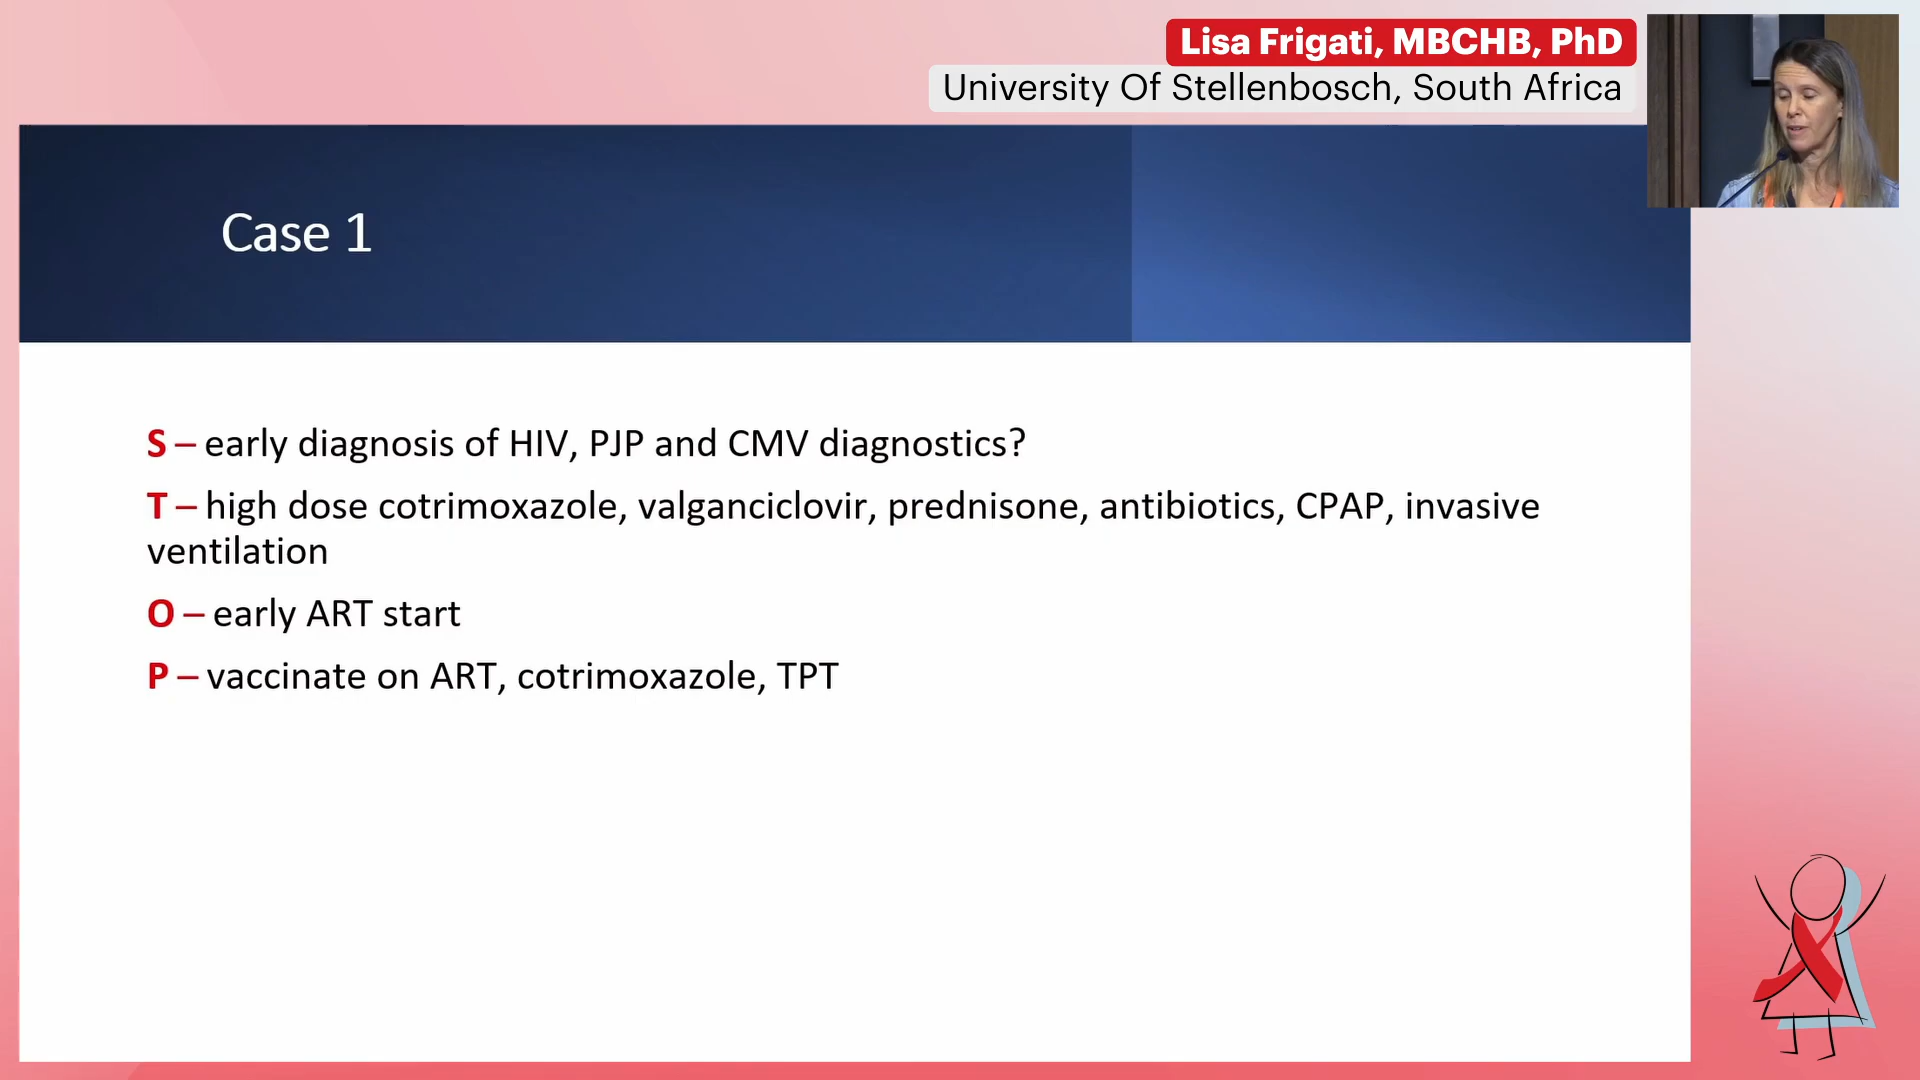 Lisa Frigati, MBCHB, PhD
University Of Stellenbosch, South Africa
Case 1
S – early diagnosis of HIV, PJP and CMV diagnostics?
T – high dose cotrimoxazole, valganciclovir, prednisone, antibiotics, CPAP, invasive
ventilation
O – early ART start
P – vaccinate on ART, cotrimoxazole, TPT